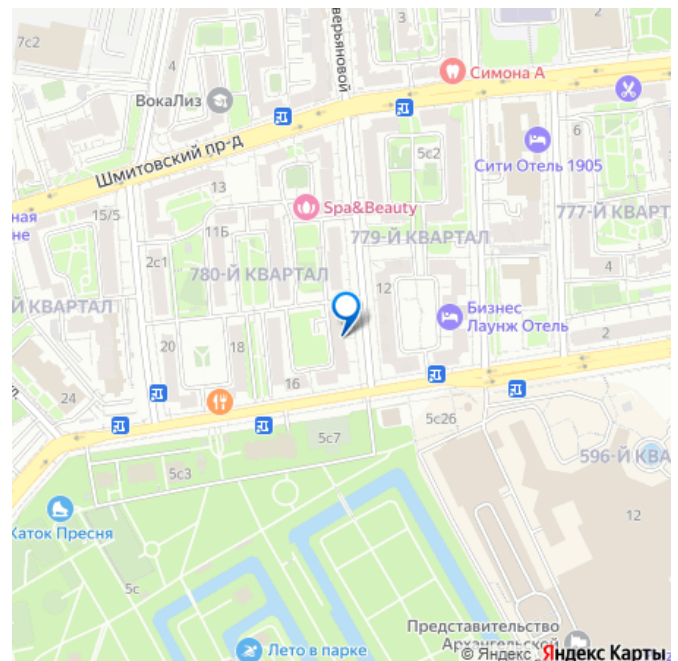 7с2
4
верьяновой
3
2
Симона А
ВокаЛиз
Шмитовский пр-д
5с2
6
Сити Отель 1905
13
ная
не
15/5
11Б
Spa&Beauty
777-Й КВАРТ
779-Й КВАРТАЛ
2с1
780-Й КВАРТАЛ
4
Й КВАРТАЛ
12
Бизнес
Лаунж Отель
2
20
18
16
24
5с26
5с7
5с3
596-Й КВА
12
Каток Пресня
5с
Представительство
Архангельской
Лето в парке
© Яндекс Яндекс Карты